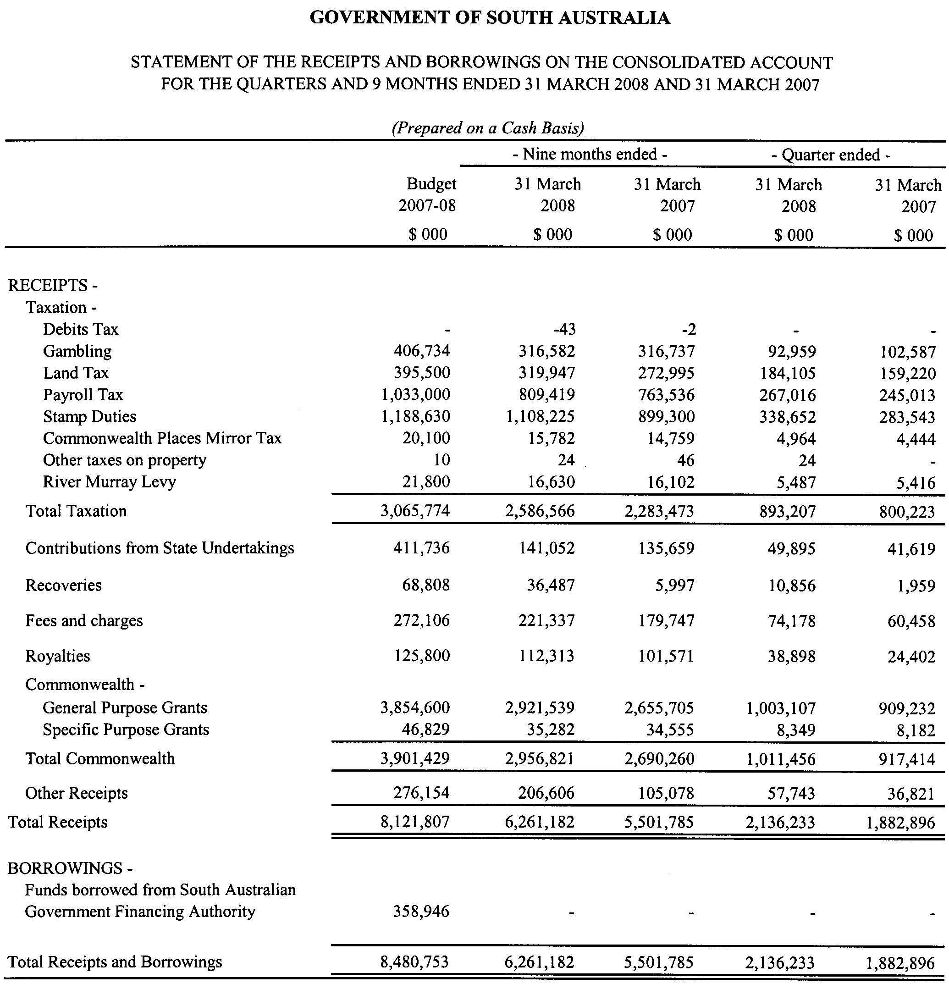 GOVERNMENT OF SOUTH AUSTRALIA
STATEMENT OF THE RECEIPTS AND BORROWINGS ON THE CONSOLIDATED ACCOUNT
FOR THE QUARTERS AND 9 MONTHS ENDED 31 MARCH 2008 AND 31 MARCH 2007
(Prepared on a Cash Basis)
- Nine months ended - - Quarter ended -
Budget 31 March 31 March 31 March 31 March
2007-08 2008 2007 2008 2007
$ 000 $ 000 $ 000 $ 000 $ 000
RECEIPTS -
Taxation -
Debits Tax - -43 -2 - -
Gambling 406,734 316,582 316,737 92,959 102,587
Land Tax 395,500 319,947 272,995 184,105 159,220
Payroll Tax 1,033,000 809,419 763,536 267,016 245,013
Stamp Duties 1,188,630 1,108,225 899,300 338,652 283,543
Commonwealth Places Mirror Tax 20,100 15,782 14,759 4,964 4,444
Other taxes on property 10 24 46 24 -
River Murray Levy 21,800 16,630 16,102 5,487 5,416
Total Taxation 3,065,774 2,586,566 2,283,473 893,207 800,223
Contributions from State Undertakings 411,736 141,052 135,659 49,895 41,619
Recoveries 68,808 36,487 5,997 10,856 1,959
Fees and charges 272,106 221,337 179,747 74,178 60,458
Royalties 125,800 112,313 101,571 38,898 24,402
Commonwealth -
General Purpose Grants 3,854,600 2,921,539 2,655,705 1,003,107 909,232
Specific Purpose Grants 46,829 35,282 34,555 8,349 8,182
Total Commonwealth 3,901,429 2,956,821 2,690,260 1,011,456 917,414
Other Receipts 276,154 206,606 105,078 57,743 36,821
Total Receipts 8,121,807 6,261,182 5,501,785 2,136,233 1,882,896
BORROWINGS -
Funds borrowed from South Australian
Government Financing Authority 358,946 - - - -
Total Receipts and Borrowings 8,480,753 6,261,182 5,501,785 2,136,233 1,882,896